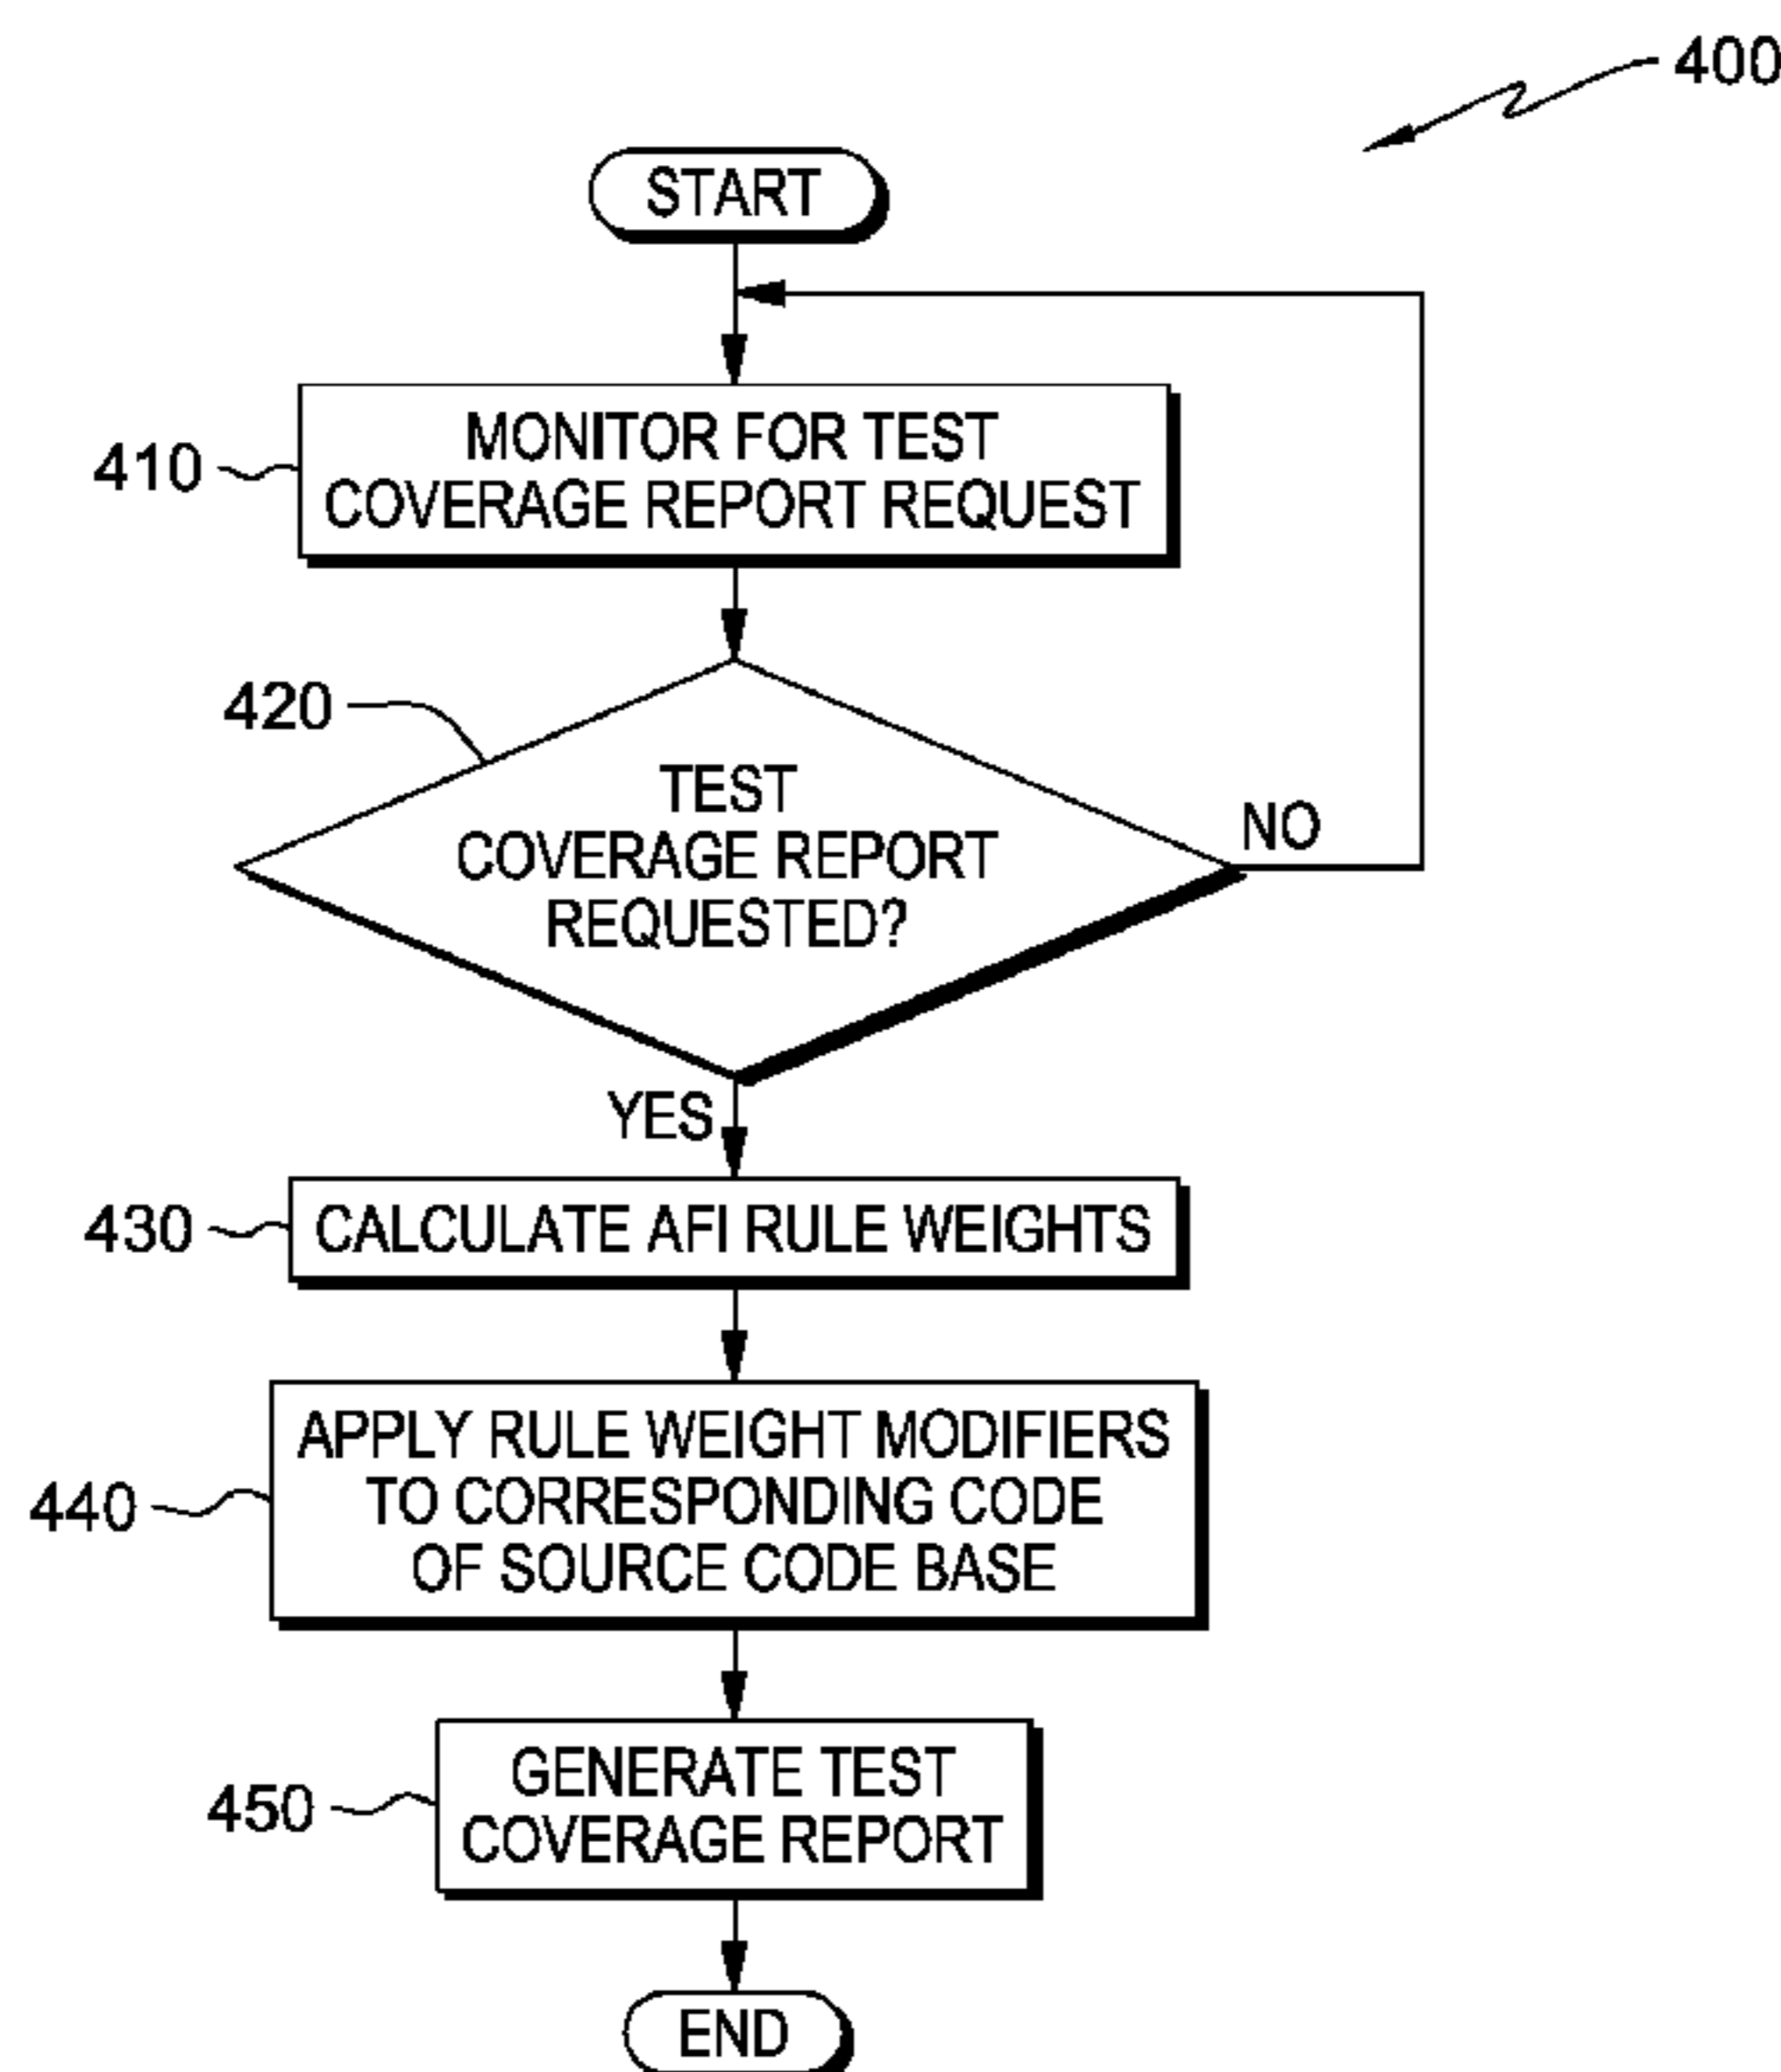 400
START
410
MONITOR FOR TEST
COVERAGE REPORT REQUEST
420
TEST
COVERAGE REPORT
REQUESTED?
NO
YES
430
CALCULATE AFI RULE WEIGHTS
440
APPLY RULE WEIGHT MODIFIERS
TO CORRESPONDING CODE
OF SOURCE CODE BASE
450
GENERATE TEST
COVERAGE REPORT
END